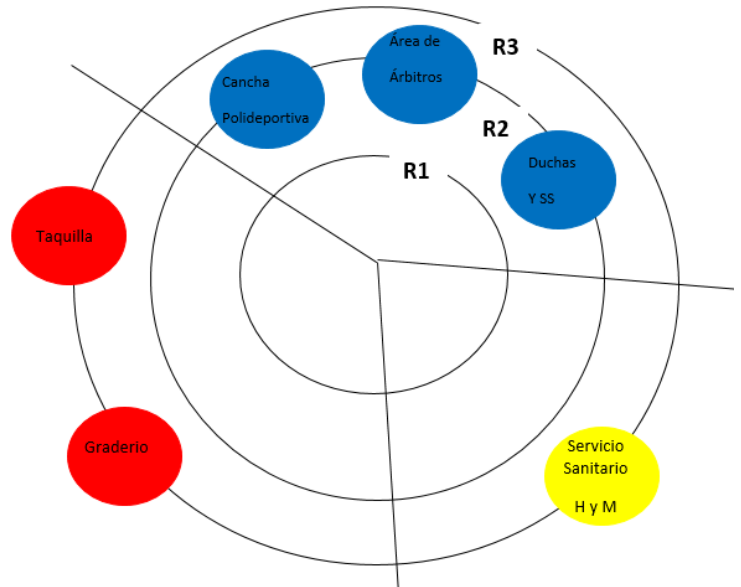 Área de
Árbitros
R3
Cancha
Polideportiva
R2
R1
Duchas
Y SS
Taquilla
Graderio
Servicio
Sanitario
H y M